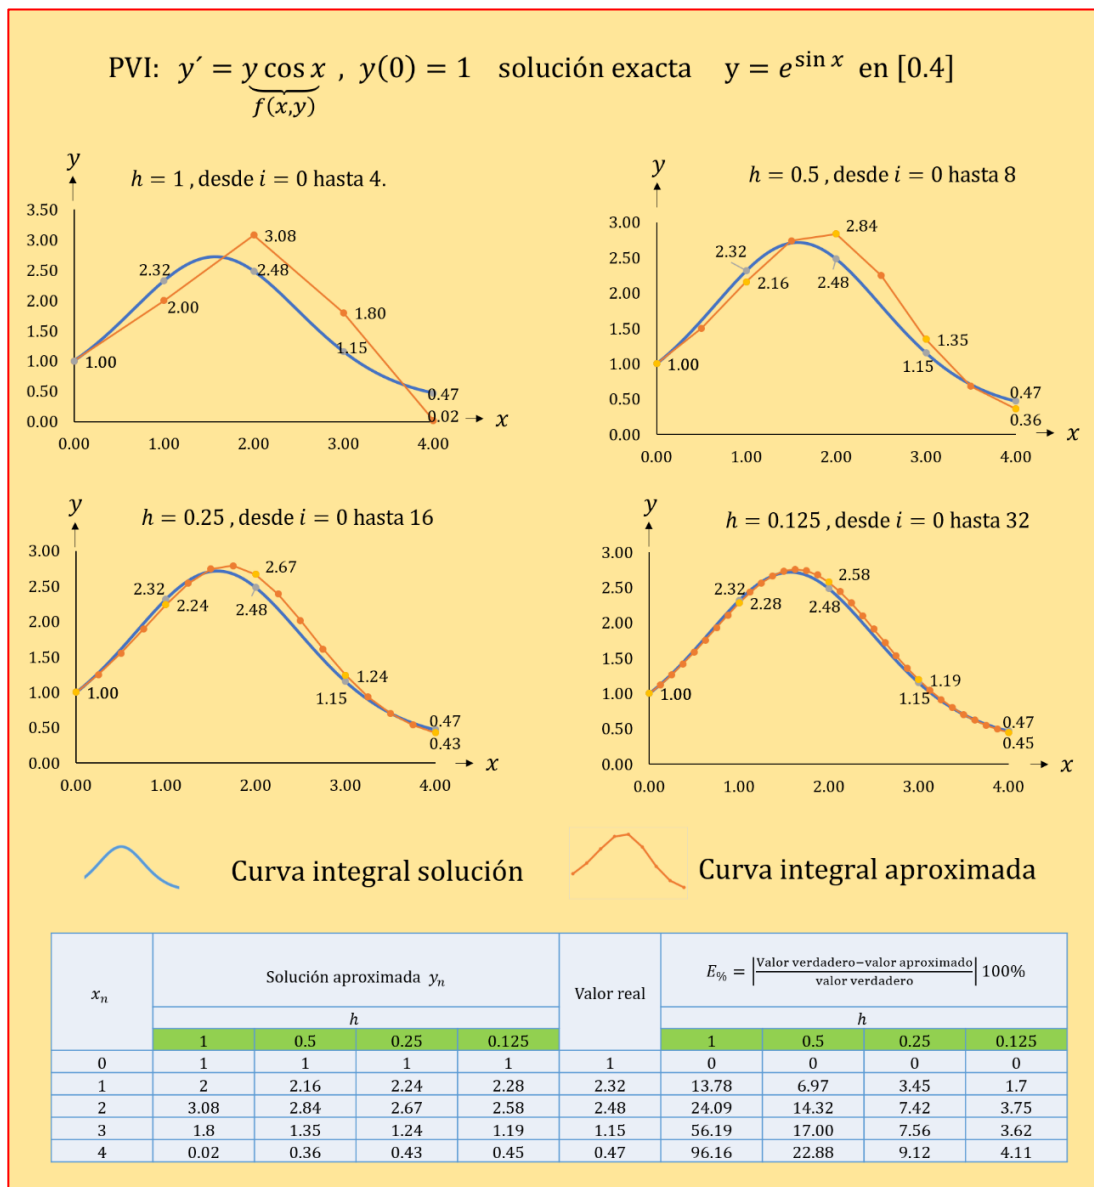 PVI: y´ = y cos x , y(0) = 1 solución exacta y = e^{sin x} en [0.4]
f(x,y)
y
h = 1 , desde i = 0 hasta 4.
3.50
3.00
2.50
2.00
1.50
1.00
0.50
0.00
0.00 1.00 2.00 3.00 4.00
x
1.00
2.32
2.00
3.08
2.48
1.80
1.15
0.47
0.02
y
h = 0.5 , desde i = 0 hasta 8
3.00
2.50
2.00
1.50
1.00
0.50
0.00
0.00 1.00 2.00 3.00 4.00
x
1.00
2.32
2.16
2.84
2.48
1.35
1.15
0.47
0.36
y
h = 0.25 , desde i = 0 hasta 16
3.00
2.50
2.00
1.50
1.00
0.50
0.00
0.00 1.00 2.00 3.00 4.00
x
1.00
2.32
2.24
2.67
2.48
1.24
1.15
0.47
0.43
y
h = 0.125 , desde i = 0 hasta 32
3.00
2.50
2.00
1.50
1.00
0.50
0.00
0.00 1.00 2.00 3.00 4.00
x
1.00
2.32
2.28
2.58
2.48
1.19
1.15
0.47
0.45
Curva integral solución
Curva integral aproximada
x_n
Solución aproximada y_n
Valor real
E_% = |(Valor verdadero−valor aproximado)/(valor verdadero)| 100%
h h
1 0.5 0.25 0.125 1 0.5 0.25 0.125
0 1 1 1 1 1 0 0 0 0
1 2 2.16 2.24 2.28 2.32 13.78 6.97 3.45 1.7
2 3.08 2.84 2.67 2.58 2.48 24.09 14.32 7.42 3.75
3 1.8 1.35 1.24 1.19 1.15 56.19 17.00 7.56 3.62
4 0.02 0.36 0.43 0.45 0.47 96.16 22.88 9.12 4.11